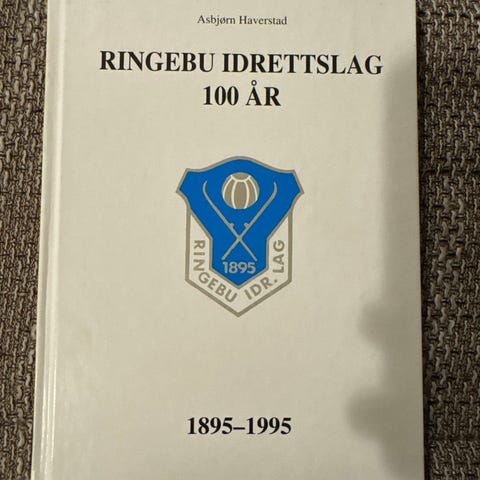 Asbjørn Haverstad
RINGEBU IDRETTSLAG
100 ÅR
1895
RINGEBU IDR. LAG
1895–1995